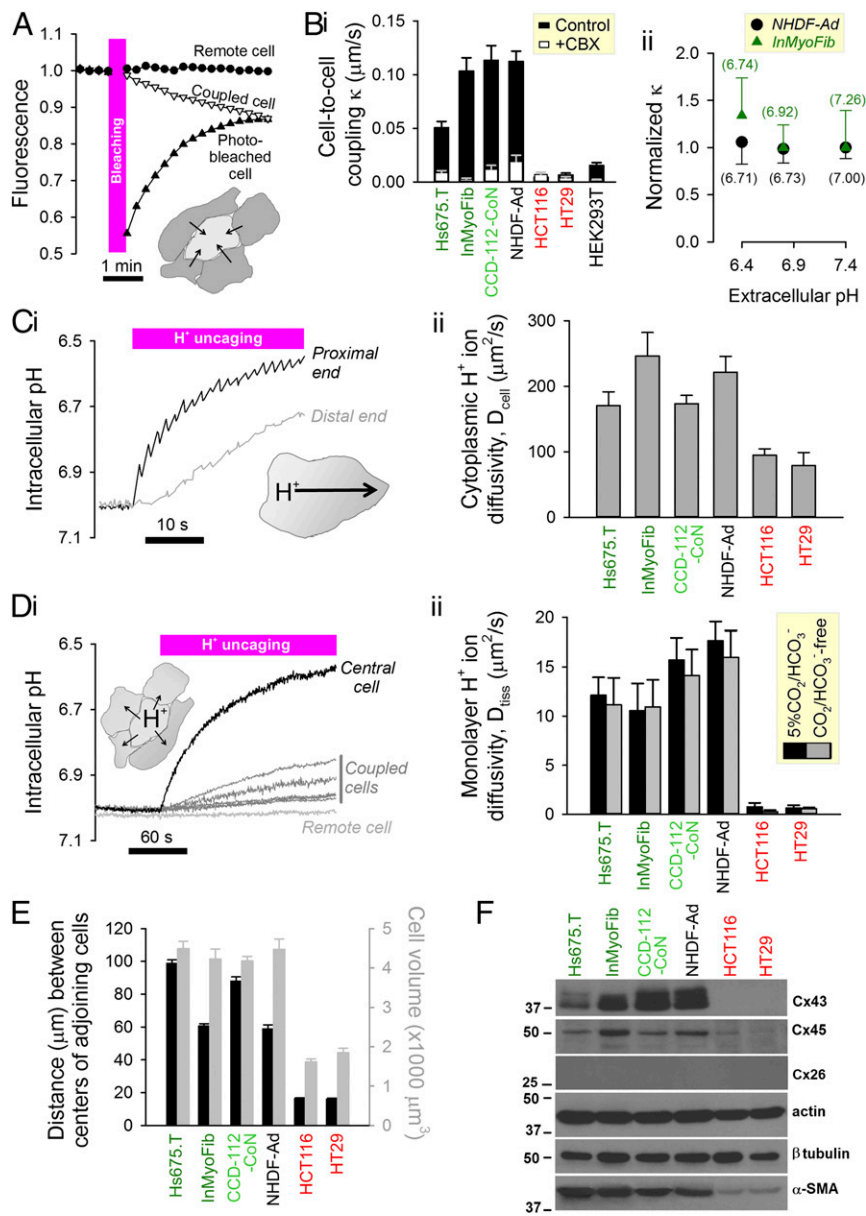 A
Remote cell
Coupled cell
Photo-
bleached
cell
Bleaching
Fluorescence
1.1
1.0
0.9
0.8
0.7
0.6
0.5
1 min
Bi
Control
+CBX
Cell-to-cell
coupling κ (μm/s)
0.15
0.10
0.05
0.00
Hs675.T
InMyoFib
CCD-112-CoN
NHDF-Ad
HCT116
HT29
HEK293T
ii
NHDF-Ad
InMyoFib
Normalized κ
2.0
1.5
1.0
0.5
0.0
(6.74)
(6.92)
(7.26)
(6.71)
(6.73)
(7.00)
6.4
6.9
7.4
Extracellular pH
Ci
H+ uncaging
Intracellular pH
6.5
6.7
6.9
7.1
Proximal
end
Distal end
H+
10 s
ii
Cytoplasmic H+ ion
diffusivity, Dcell (μm2/s)
300
200
100
0
Hs675.T
InMyoFib
CCD-112
-CoN
NHDF-Ad
HCT116
HT29
Di
H+ uncaging
Intracellular pH
6.5
6.7
6.9
7.1
H+
Central
cell
Coupled
cells
Remote cell
60 s
ii
Monolayer H+ ion
diffusivity, Dtiss (μm2/s)
20
15
10
5
0
5%CO2/HCO3-
CO2/HCO3--free
Hs675.T
InMyoFib
CCD-112
-CoN
NHDF-Ad
HCT116
HT29
E
Distance (μm) between
centers of adjoining cells
120
100
80
60
40
20
0
5
4
3
2
1
0
Cell volume
(x1000 μm3)
Hs675.T
InMyoFib
CCD-112
-CoN
NHDF-Ad
HCT116
HT29
F
Hs675.T
InMyoFib
CCD-112
-CoN
NHDF-Ad
HCT116
HT29
37
Cx43
50
Cx45
25
Cx26
50
37
actin
50
β tubulin
37
α-SMA